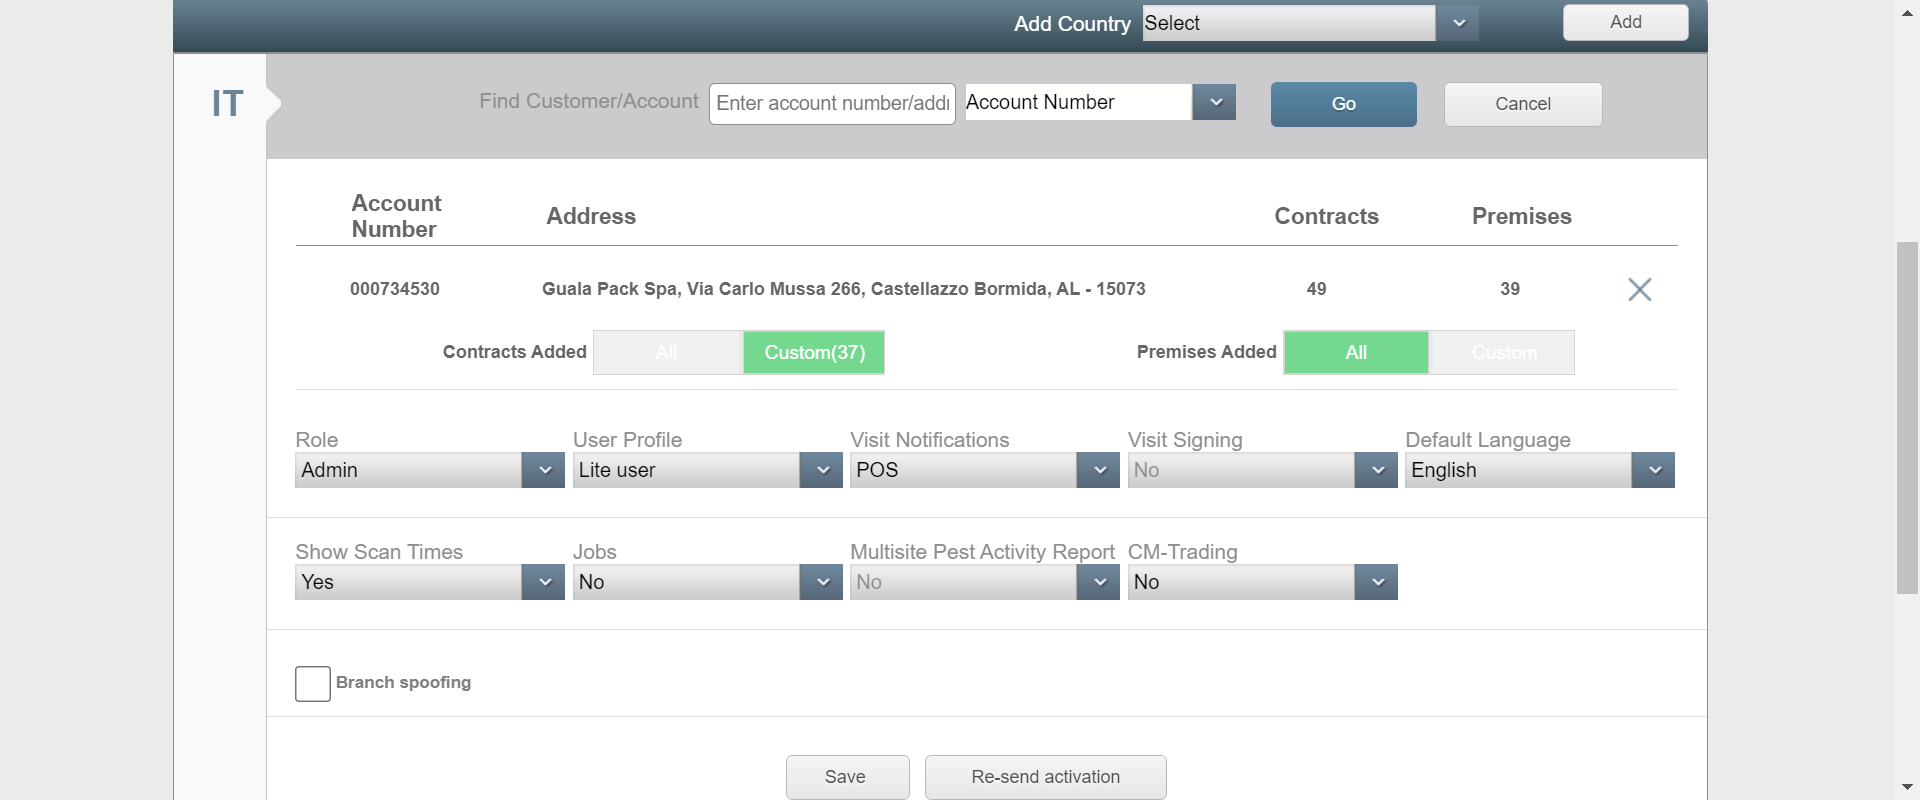 Add Country Select Add
IT
Find Customer/Account Enter account number/addr Account Number Go Cancel
Account Number Address Contracts Premises
000734530 Guala Pack Spa, Via Carlo Mussa 266, Castellazzo Bormida, AL - 15073 49 39
Contracts Added All Custom(37) Premises Added All Custom
Role User Profile Visit Notifications Visit Signing Default Language
Admin Lite user POS No English
Show Scan Times Jobs Multisite Pest Activity Report CM-Trading
Yes No No No
Branch spoofing
Save Re-send activation